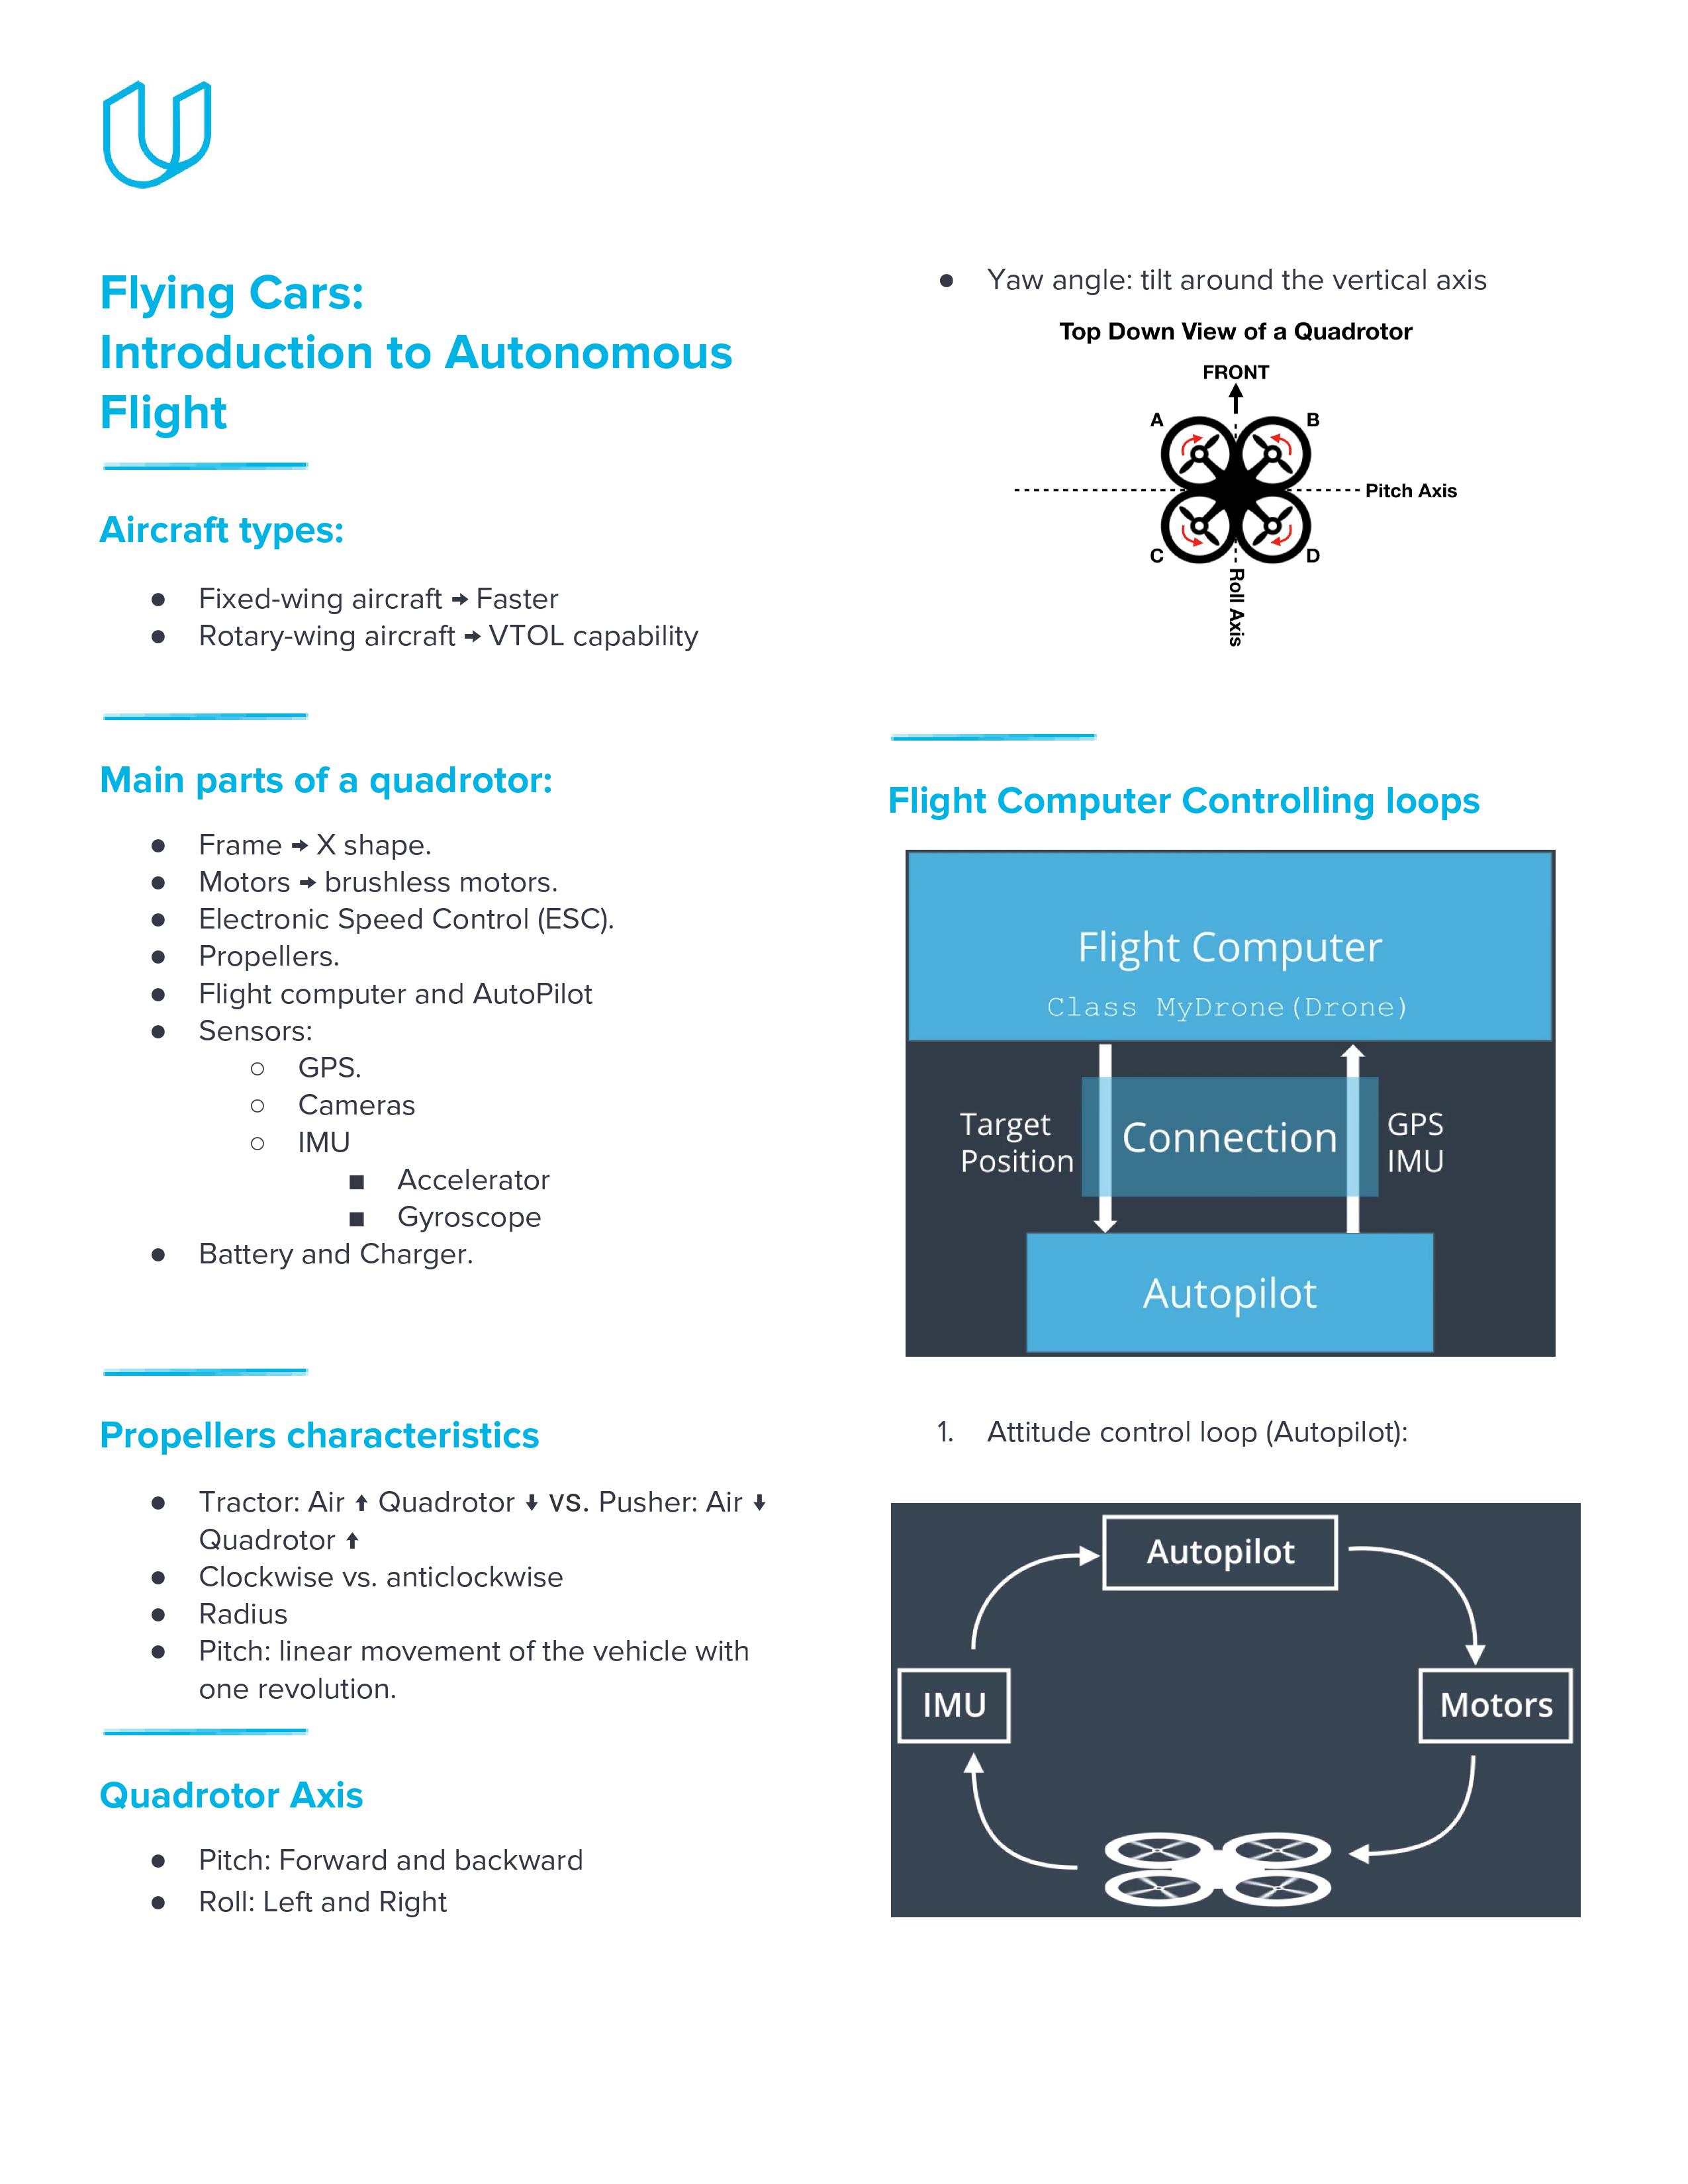 Flying Cars:
Introduction to Autonomous
Flight
Aircraft types:
● Fixed-wing aircraft → Faster
● Rotary-wing aircraft → VTOL capability
Main parts of a quadrotor:
● Frame → X shape.
● Motors → brushless motors.
● Electronic Speed Control (ESC).
● Propellers.
● Flight computer and AutoPilot
● Sensors:
○ GPS.
○ Cameras
○ IMU
■ Accelerator
■ Gyroscope
● Battery and Charger.
Propellers characteristics
● Tractor: Air ↑ Quadrotor ↓ vs. Pusher: Air ↓
Quadrotor ↑
● Clockwise vs. anticlockwise
● Radius
● Pitch: linear movement of the vehicle with
one revolution.
Quadrotor Axis
● Pitch: Forward and backward
● Roll: Left and Right
● Yaw angle: tilt around the vertical axis
Top Down View of a Quadrotor
FRONT
A B
Pitch Axis
C D
Roll Axis
Flight Computer Controlling loops
Flight Computer
Class MyDrone(Drone)
Target
Position
Connection
GPS
IMU
Autopilot
1. Attitude control loop (Autopilot):
Autopilot
IMU
Motors